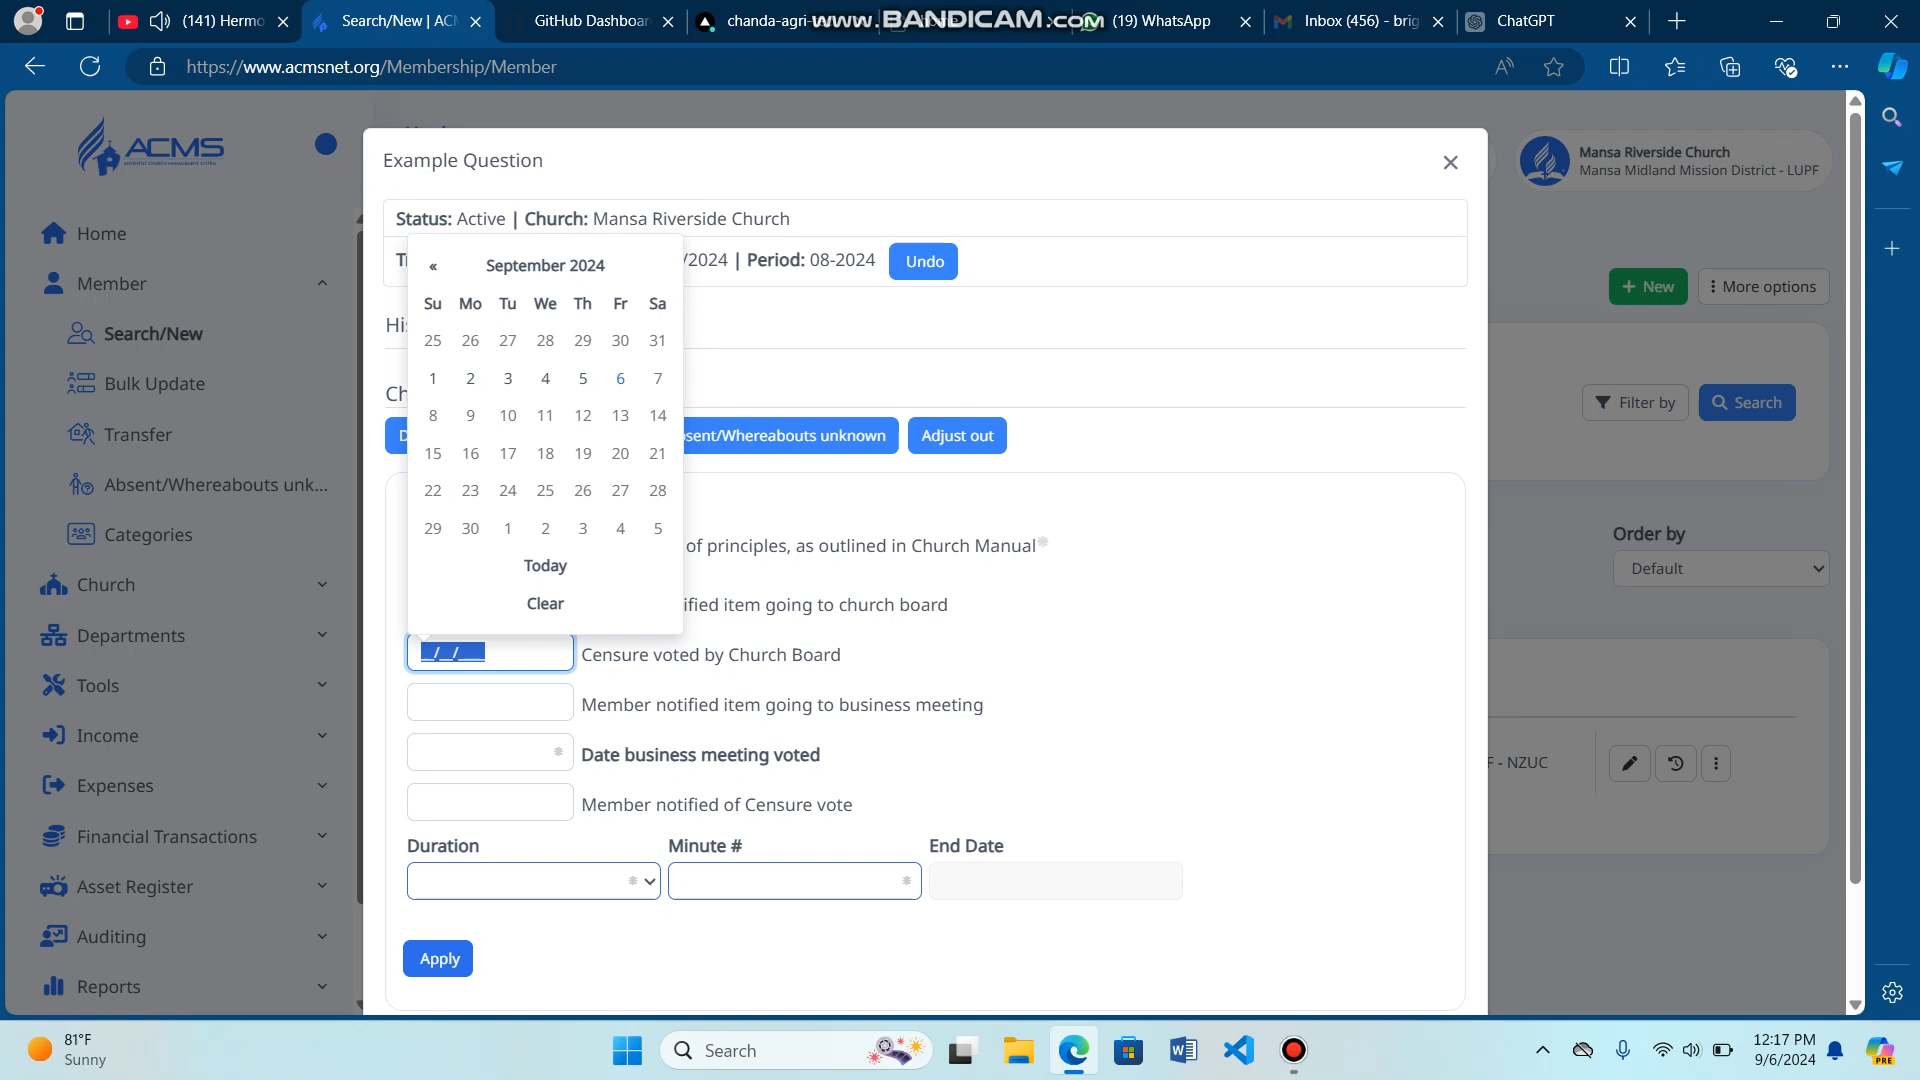 (141) Hermo
Search/New | ACM
GitHub Dashboar
chanda-agri-
(19) WhatsApp
Inbox (456) - brig
ChatGPT
www.BANDICAM.com
https://www.acmsnet.org/Membership/Member
ACMS
Home
Member
Search/New
Bulk Update
Transfer
Absent/Whereabouts unk...
Categories
Church
Departments
Tools
Income
Expenses
Financial Transactions
Asset Register
Auditing
Reports
Mansa Riverside Church
Mansa Midland Mission District - LUPF
+ New
More options
Filter by
Search
Order by
Default
F - NZUC
Example Question
Status: Active | Church: Mansa Riverside Church
/2024 | Period: 08-2024
Undo
« September 2024
Su Mo Tu We Th Fr Sa
25 26 27 28 29 30 31
1 2 3 4 5 6 7
8 9 10 11 12 13 14
15 16 17 18 19 20 21
22 23 24 25 26 27 28
29 30 1 2 3 4 5
Today
Clear
sent/Whereabouts unknown
Adjust out
of principles, as outlined in Church Manual
ified item going to church board
__/__/____ Censure voted by Church Board
Member notified item going to business meeting
Date business meeting voted
Member notified of Censure vote
Duration Minute # End Date
Apply
81°F
Sunny
Search
12:17 PM
9/6/2024
PRE